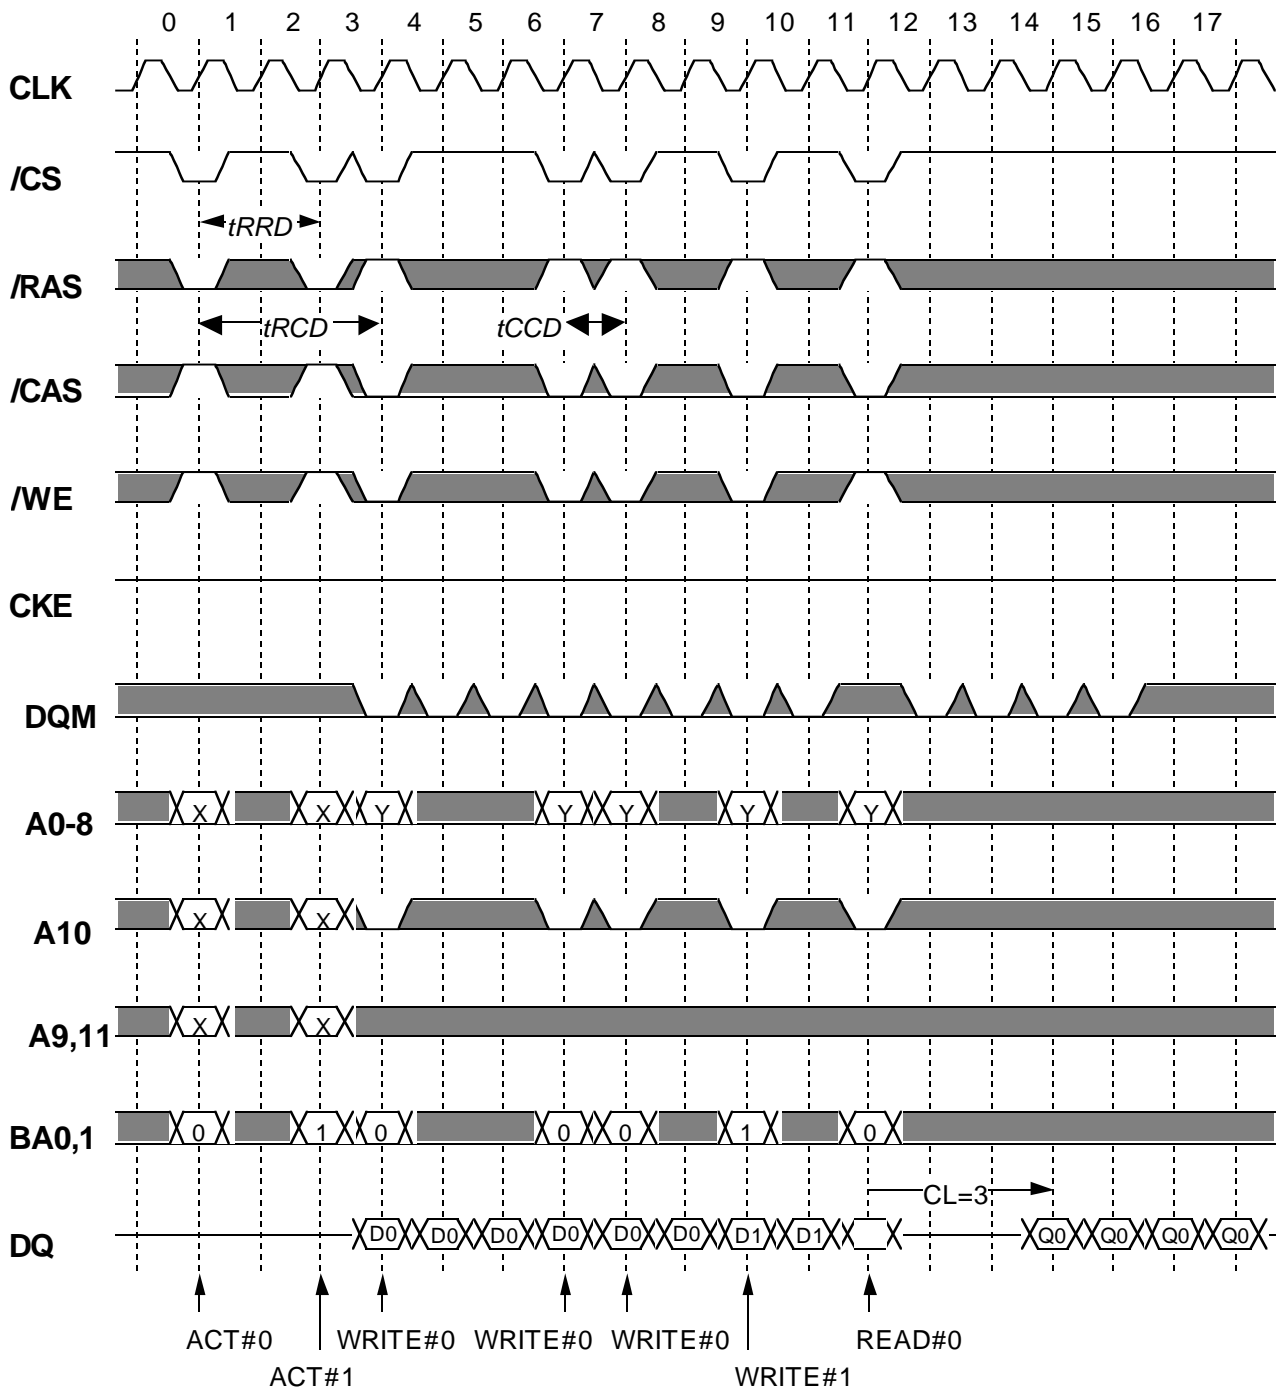 0 1 2 3 4 5 6 7 8 9 10 11 12 13 14 15 16 17
CLK
/CS
tRRD
/RAS
tRCD tCCD
/CAS
/WE
CKE
DQM
A0-8 X X Y Y Y Y Y
A10 X X
A9,11 X X
BA0,1 0 1 0 0 0 1 0
CL=3
DQ D0 D0 D0 D0 D0 D0 D1 D1 Q0 Q0 Q0 Q0
ACT#0 WRITE#0 WRITE#0 WRITE#0 READ#0
ACT#1 WRITE#1